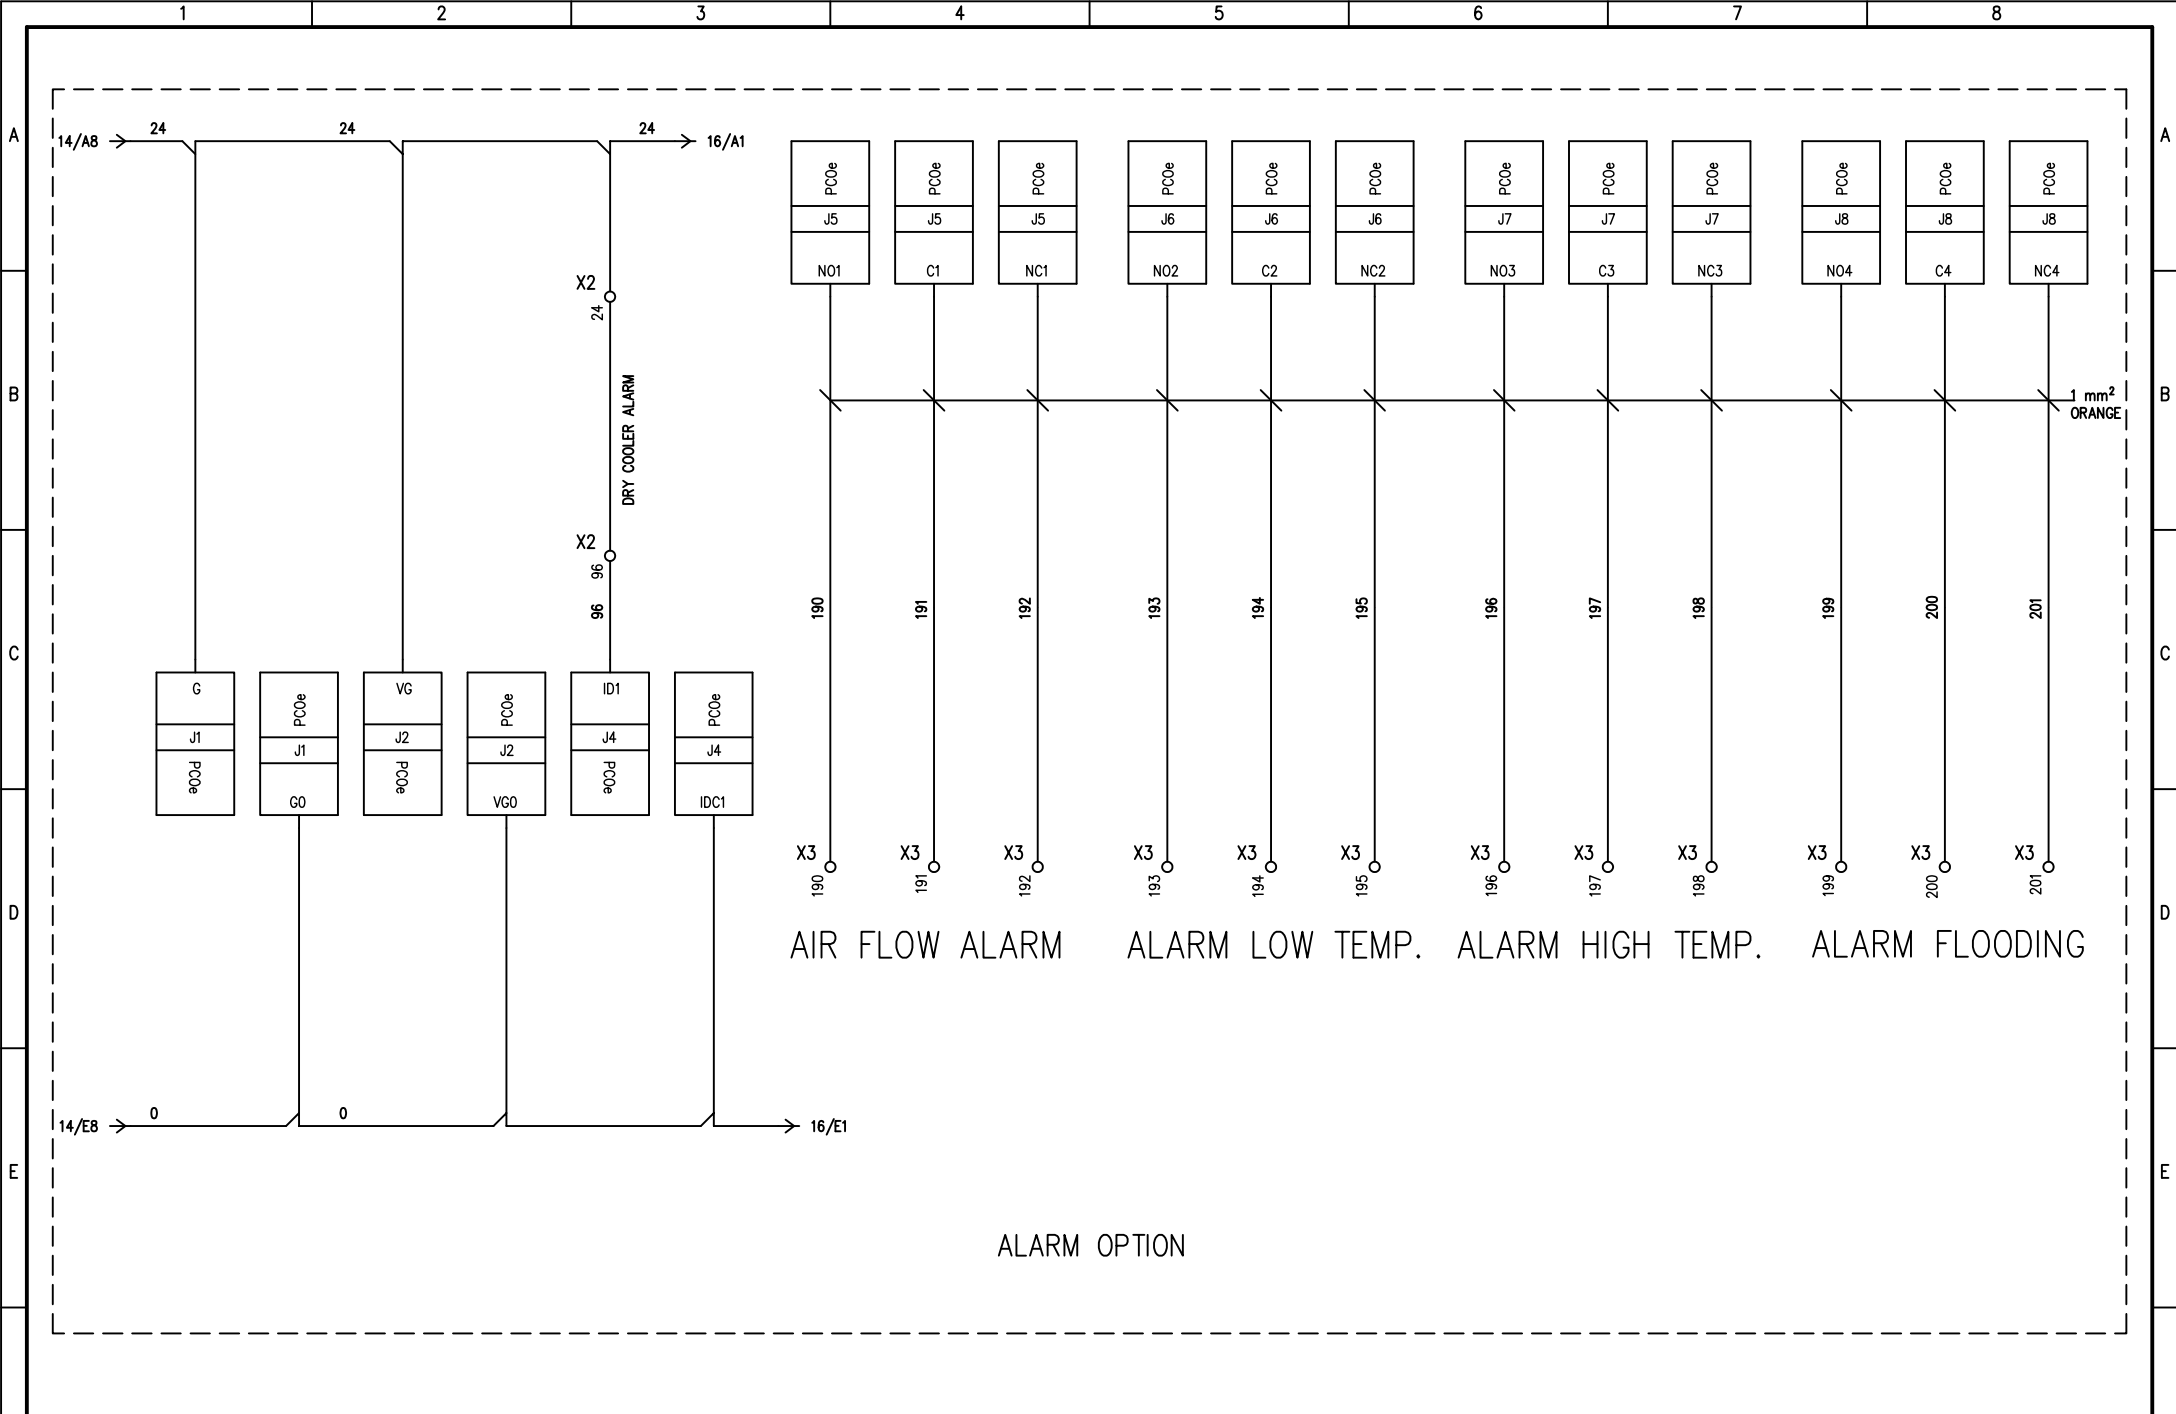 1 2 3 4 5 6 7 8
A A
14/A8 24 24 24 16/A1
PCOe PCOe PCOe PCOe PCOe PCOe PCOe PCOe PCOe PCOe PCOe PCOe
J5 J5 J5 J6 J6 J6 J7 J7 J7 J8 J8 J8
NO1 C1 NC1 NO2 C2 NC2 NO3 C3 NC3 NO4 C4 NC4
X2
24
DRY COOLER ALARM
B B
1 mm²
ORANGE
X2
96
96
190 191 192 193 194 195 196 197 198 199 200 201
C C
G PCOe VG PCOe ID1 PCOe
J1 J1 J2 J2 J4 J4
PCOe G0 PCOe VG0 PCOe IDC1
X3 X3 X3 X3 X3 X3 X3 X3 X3 X3 X3 X3
190 191 192 193 194 195 196 197 198 199 200 201
D D
AIR FLOW ALARM ALARM LOW TEMP. ALARM HIGH TEMP. ALARM FLOODING
14/E8 0 0 16/E1
E E
ALARM OPTION